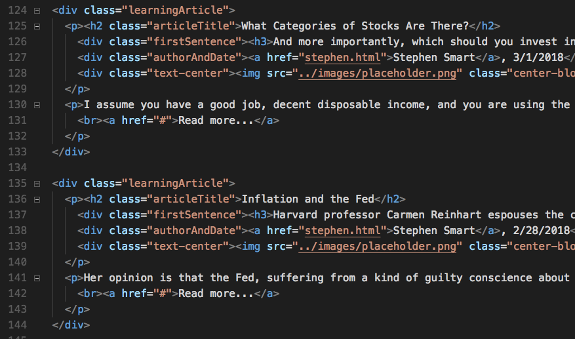 124 <div class="learningArticle">
125 <p><h2 class="articleTitle">What Categories of Stocks Are There?</h2>
126 <div class="firstSentence"><h3>And more importantly, which should you invest in
127 <div class="authorAndDate"><a href="stephen.html">Stephen Smart</a>, 3/1/2018</
128 <div class="text-center"><img src="../images/placeholder.png" class="center-blo
129 </p>
130 <p>I assume you have a good job, decent disposable income, and you are using the
131 <br><a href="#">Read more...</a>
132 </p>
133 </div>
134
135 <div class="learningArticle">
136 <p><h2 class="articleTitle">Inflation and the Fed</h2>
137 <div class="firstSentence"><h3>Harvard professor Carmen Reinhart espouses the c
138 <div class="authorAndDate"><a href="stephen.html">Stephen Smart</a>, 2/28/2018<
139 <div class="text-center"><img src="../images/placeholder.png" class="center-blo
140 </p>
141 <p>Her opinion is that the Fed, suffering from a kind of guilty conscience about
142 <br><a href="#">Read more...</a>
143 </p>
144 </div>